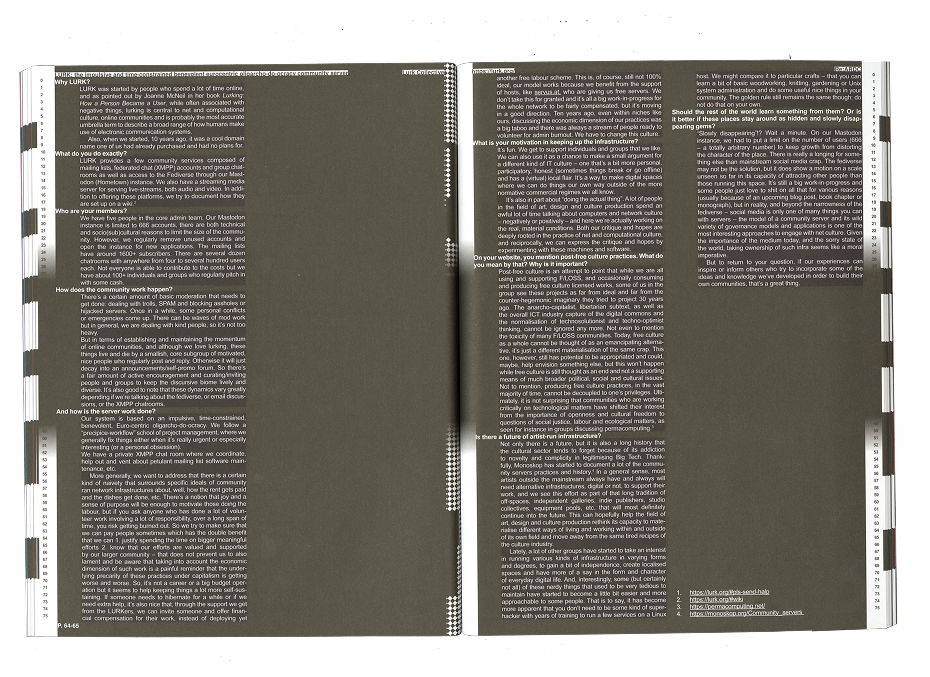 LURK: the impulsive and time-constrained benevolent eurocentric oligarcho-do-ocracy community server
Lurk Collective
Why LURK?
LURK was started by people who spend a lot of time online,
and as pointed out by Joanne McNeil in her book Lurking:
How a Person Became a User, while often associated with
negative things, lurking is central to net and computational
culture, online communities and is probably the most accurate
umbrella term to describe a broad range of how humans make
use of electronic communication systems.
Also, when we started, 10 years ago, it was a cool domain
name one of us had already purchased and had no plans for.
What do you do exactly?
LURK provides a few community services composed of
mailing lists, federated chat (XMPP) accounts and group chat-
rooms as well as access to the Fediverse through our Mast-
odon (Hometown) instance. We also have a streaming media
server for serving live-streams, both audio and video. In addi-
tion to offering these platforms, we try to document how they
are set up on a wiki.2
Who are your members?
We have five people in the core admin team. Our Mastodon
instance is limited to 666 accounts, there are both technical
and socio(sub)cultural reasons to limit the size of the commu-
nity. However, we regularly remove unused accounts and
open the instance for new applications. The mailing lists
have around 1600+ subscribers. There are several dozen
chatrooms with anywhere from four to several hundred users
each. Not everyone is able to contribute to the costs but we
have about 100+ individuals and groups who regularly pitch in
with some cash.
How does the community work happen?
There's a certain amount of basic moderation that needs to
get done: dealing with trolls, SPAM and blocking assholes or
hijacked servers. Once in a while, some personal conflicts
or emergencies come up. There can be waves of mod work
but in general, we are dealing with kind people, so it's not too
heavy.
But in terms of establishing and maintaining the momentum
of online communities, and although we love lurking, these
things live and die by a smallish, core subgroup of motivated,
nice people who regularly post and reply. Otherwise it will just
decay into an announcements/self-promo forum. So there's
a fair amount of active encouragement and curating/inviting
people and groups to keep the discursive biome lively and
diverse. It's also good to note that these dynamics vary greatly
depending if we're talking about the fediverse, or email discus-
sions, or the XMPP chatrooms.
And how is the server work done?
Our system is based on an impulsive, time-constrained,
benevolent, Euro-centric oligarcho-do-ocracy. We follow a
"precipice-workflow" school of project management, where we
generally fix things either when it's really urgent or especially
interesting (or a personal obsession).
We have a private XMPP chat room where we coordinate,
help out and vent about petulant mailing list software main-
tenance, etc.
More generally, we want to address that there is a certain
kind of naivety that surrounds specific ideals of community
ran network infrastructures about, well, how the rent gets paid
and the dishes get done, etc. There's a notion that joy and a
sense of purpose will be enough to motivate those doing the
labour, but if you ask anyone who has done a lot of volun-
teer work involving a lot of responsibility, over a long span of
time, you risk getting burned out. So we try to make sure that
we can pay people sometimes which has the double benefit
that we can 1. justify spending the time on bigger meaningful
efforts 2. know that our efforts are valued and supported
by our larger community – that does not prevent us to also
lament and be aware that taking into account the economic
dimension of such work is a painful reminder that the under-
lying precarity of these practices under capitalism is getting
worse and worse. So, it's not a career or a big budget oper-
ation but it seems to help keeping things a lot more self-sus-
taining. If someone needs to hibernate for a while or if we
need extra help, it's also nice that, through the support we get
from the LURKers, we can invite someone and offer finan-
cial compensation for their work, instead of deploying yet
P. 64-65
https://lurk.org/
Re:ARDC
another free labour scheme. This is, of course, still not 100%
ideal, our model works because we benefit from the support
of hosts, like servus.at, who are giving us free servers. We
don't take this for granted and it's all a big work-in-progress for
the whole network to be fairly compensated, but it's moving
in a good direction. Ten years ago, even within niches like
ours, discussing the economic dimension of our practices was
a big taboo and there was always a stream of people ready to
volunteer for admin burnout. We have to change this culture.
What is your motivation in keeping up the infrastructure?
It's fun. We get to support individuals and groups that we like.
We can also use it as a chance to make a small argument for
a different kind of ICT culture – one that's a bit more personal,
participatory, honest (sometimes things break or go offline)
and has a (virtual) local flair. It's a way to make digital spaces
where we can do things our own way outside of the more
normative commercial regimes we all know.
It's also in part about "doing the actual thing". A lot of people
in the field of art, design and culture production spend an
awful lot of time talking about computers and network culture
– negatively or positively – and here we're actually working on
the real, material conditions. Both our critique and hopes are
deeply rooted in the practice of net and computational culture,
and reciprocally, we can express the critique and hopes by
experimenting with these machines and software.
On your website, you mention post-free culture practices. What do
you mean by that? Why is it important?
Post-free culture is an attempt to point that while we are all
using and supporting F/LOSS, and occasionally consuming
and producing free culture licensed works, some of us in the
group see these projects as far from ideal and far from the
counter-hegemonic imaginary they tried to project 30 years
ago. The anarcho-capitalist, libertarian subtext, as well as
the overall ICT industry capture of the digital commons and
the normalisation of technosolutionist and techno-optimist
thinking, cannot be ignored any more. Not even to mention
the toxicity of many F/LOSS communities. Today, free culture
as a whole cannot be thought of as an emancipating alterna-
tive, it's just a different materialisation of the same crap. This
one, however, still has potential to be appropriated and could,
maybe, help envision something else, but this won't happen
while free culture is still thought as an end and not a supporting
means of much broader political, social and cultural issues.
Not to mention, producing free culture practices, in the vast
majority of time, cannot be decoupled to one's privileges. Ulti-
mately, it is not surprising that communities who are working
critically on technological matters have shifted their interest
from the importance of openness and cultural freedom to
questions of social justice, labour and ecological matters, as
seen for instance in groups discussing permacomputing.3
Is there a future of artist-run infrastructure?
Not only there is a future, but it is also a long history that
the cultural sector tends to forget because of its addiction
to novelty and complicity in legitimising Big Tech. Thank-
fully, Monoskop has started to document a lot of the commu-
nity servers practices and history.4 In a general sense, most
artists outside the mainstream always have and always will
need alternative infrastructures, digital or not, to support their
work, and we see this effort as part of that long tradition of
off-spaces, independent galleries, indie publishers, studio
collectives, equipment pools, etc. that will most definitely
continue into the future. This can hopefully help the field of
art, design and culture production rethink its capacity to mate-
rialise different ways of living and working within and outside
of its own field and move away from the same tired recipes of
the culture industry.
Lately, a lot of other groups have started to take an interest
in running various kinds of infrastructure in varying forms
and degrees, to gain a bit of independence, create localised
spaces and have more of a say in the form and character
of everyday digital life. And, interestingly, some (but certainly
not all) of these nerdy things that used to be very tedious to
maintain have started to become a little bit easier and more
approachable to some people. That is to say, it has become
more apparent that you don't need to be some kind of super-
hacker with years of training to run a few services on a Linux
host. We might compare it to particular crafts – that you can
learn a bit of basic woodworking, knitting, gardening or Unix
system administration and do some useful nice things in your
community. The golden rule still remains the same though: do
not do that on your own.
Should the rest of the world learn something from them? Or is
it better if these places stay around as hidden and slowly disap
pearing gems?
Slowly disappearing!? Wait a minute. On our Mastodon
instance, we had to put a limit on the number of users (666
– a totally arbitrary number) to keep from growing distorting
the character of the place. There is really a longing for some-
thing else than mainstream social media crap. The fediverse
may not be the solution, but it does show a motion on a scale
unseen so far in its capacity of attracting other people than
those running this space. It's still a big work-in-progress and
some people just love to shit on all that for various reasons
(usually because of an upcoming blog post, book chapter or
monograph), but in reality, and beyond the narrowness of the
fediverse – social media is only one of many things you can
with servers – the model of a community server and its wild
variety of governance models and applications is one of the
most interesting approaches to engage with net culture. Given
the importance of the medium today, and the sorry state of
the world, taking ownership of such infra seems like a moral
imperative.
But to return to your question, if our experiences can
inspire or inform others who try to incorporate some of the
ideas and knowledge we've developed in order to build their
own communities, that's a great thing.
1. https://lurk.org/#pls-send-halp
2. https://lurk.org/#wiki
3. https://permacomputing.net/
4. https://monoskop.org/Community_servers